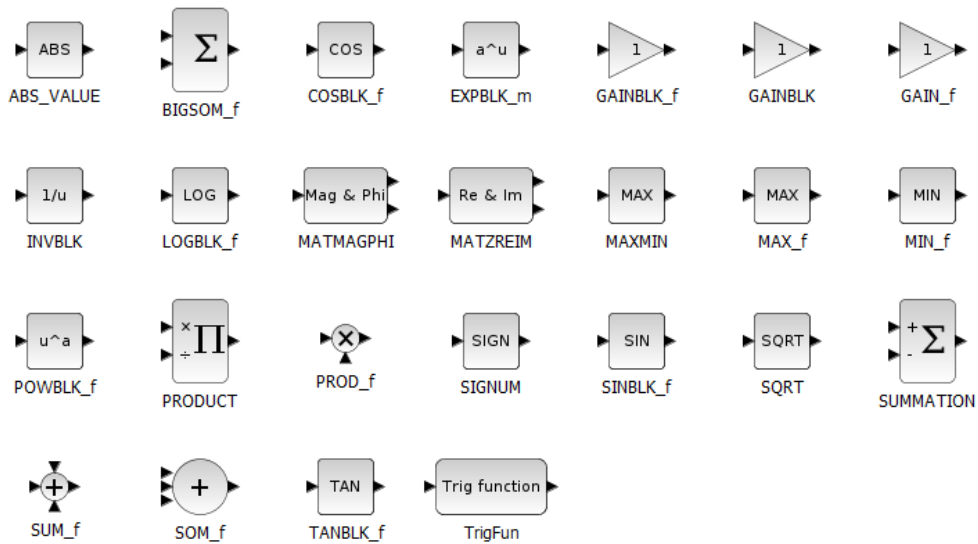 ABS Σ COS a^u 1 1 1
ABS_VALUE BIGSOM_f COSBLK_f EXPBLK_m GAINBLK_f GAINBLK GAIN_f
1/u LOG Mag & Phi Re & Im MAX MAX MIN
INVBLK LOGBLK_f MATMAGPHI MATZREIM MAXMIN MAX_f MIN_f
u^a × ÷ ∏ × SIGN SIN SQRT + - Σ
POWBLK_f PRODUCT PROD_f SIGNUM SINBLK_f SQRT SUMMATION
+ + TAN Trig function
SUM_f SOM_f TANBLK_f TrigFun